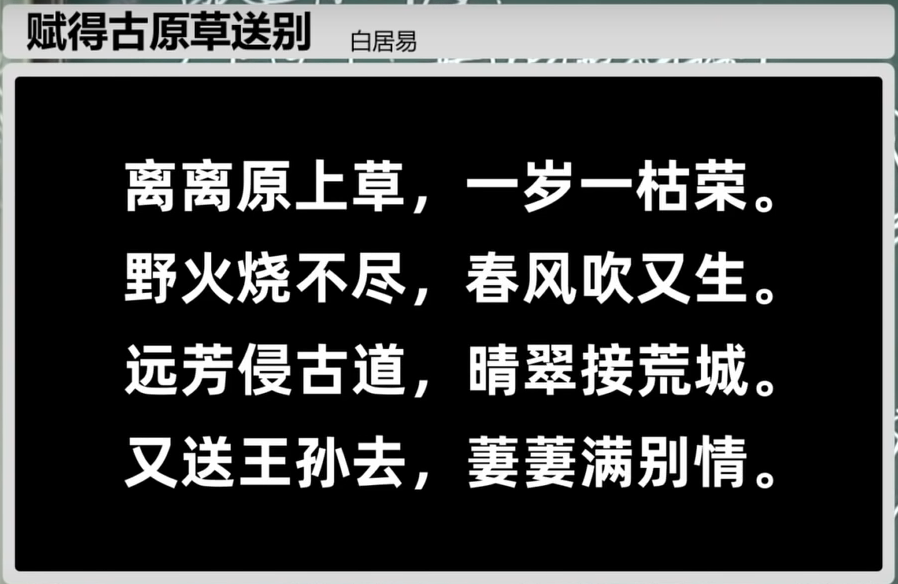 赋得古原草送别 白居易
离离原上草，一岁一枯荣。
野火烧不尽，春风吹又生。
远芳侵古道，晴翠接荒城。
又送王孙去，萋萋满别情。